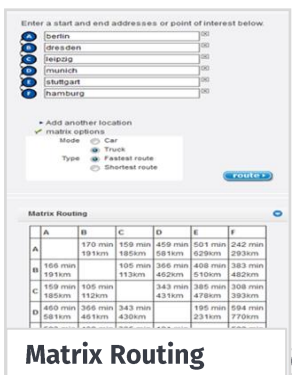 Enter a start and end addresses or point of interest below.
A berlin
B dresden
C leipzig
D munich
E stuttgart
F hamburg
Add another location
matrix options
Mode Car
Truck
Type Fastest route
Shortest route
route
Matrix Routing
A B C D E F
A 170 min 159 min 459 min 501 min 242 min
191km 185km 581km 629km 293km
B 166 min 105 min 366 min 408 min 383 min
191km 113km 462km 510km 482km
C 159 min 105 min 343 min 385 min 308 min
185km 112km 431km 478km 393km
D 460 min 366 min 343 min 195 min 594 min
581km 461km 430km 231km 770km
Matrix Routing